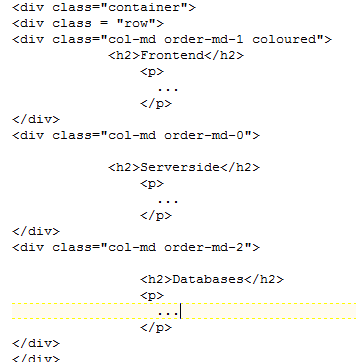 <div class="container">
<div class = "row">
<div class="col-md order-md-1 coloured">
<h2>Frontend</h2>
<p>
...
</p>
</div>
<div class="col-md order-md-0">
<h2>Serverside</h2>
<p>
...
</p>
</div>
<div class="col-md order-md-2">
<h2>Databases</h2>
<p>
...
</p>
</div>
</div>